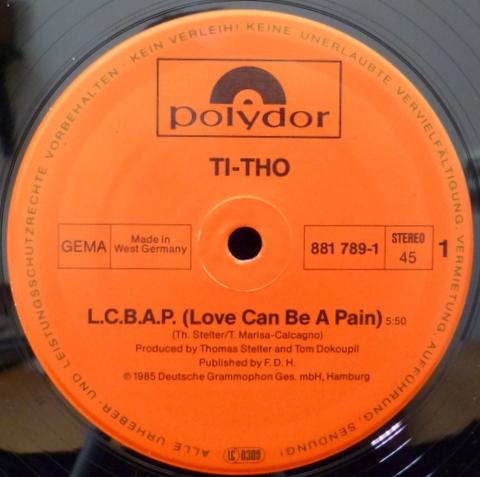 ALLE URHEBER- UND LEISTUNGSSCHUTZRECHTE VORBEHALTEN. KEIN VERLEIH! KEINE UNERLAUBTE VERVIELFÄLTIGUNG, VERMIETUNG, AUFFÜHRUNG, SENDUNG!
polydor
TI-THO
GEMA
Made in
West Germany
881 789-1
STEREO
45
1
L.C.B.A.P. (Love Can Be A Pain) 5:50
(Th. Stelter/T. Marisa-Calcagno)
Produced by Thomas Stelter and Tom Dokoupil
Published by F. D. H.
℗ 1985 Deutsche Grammophon Ges. mbH, Hamburg
LC 0309